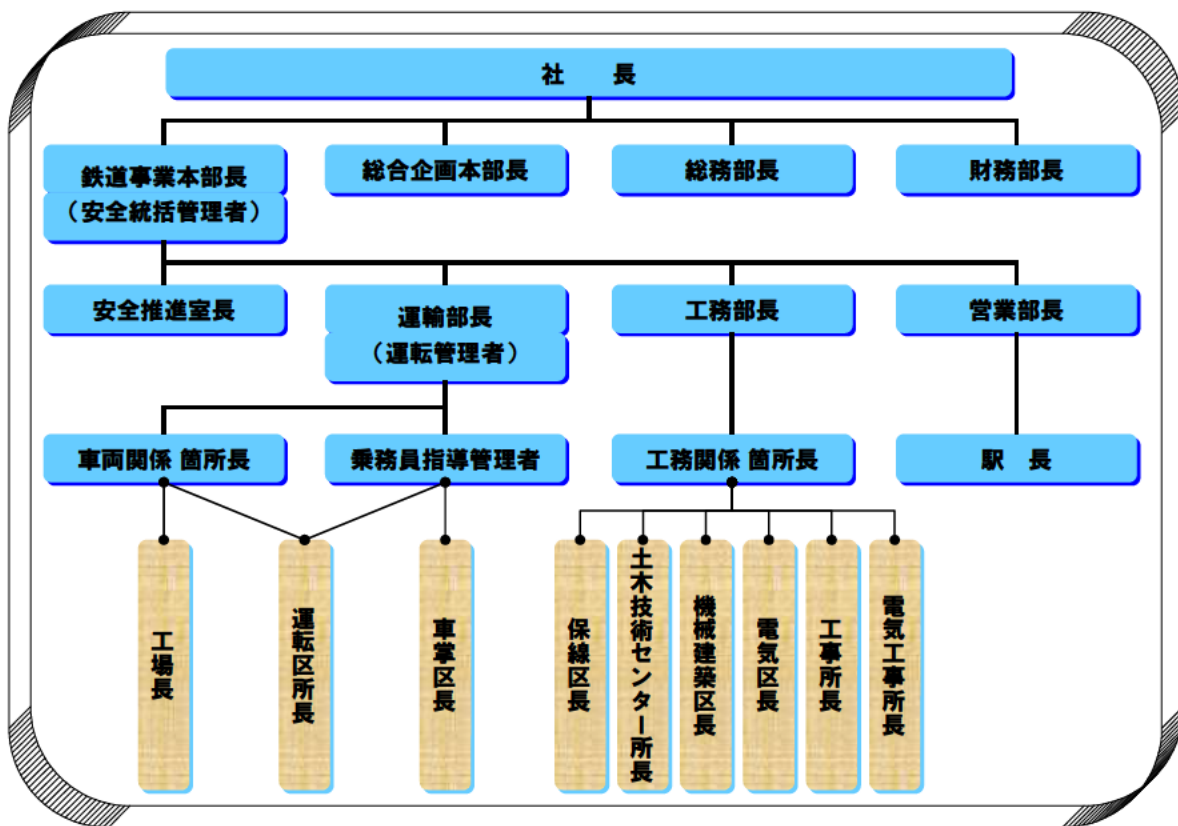 社　長
鉄道事業本部長
（安全統括管理者）
総合企画本部長
総務部長
財務部長
安全推進室長
運輸部長
（運転管理者）
工務部長
営業部長
車両関係 箇所長
乗務員指導管理者
工務関係 箇所長
駅　長
工場長
運転区所長
車掌区長
保線区長
土木技術センター所長
機械建築区長
電気区長
工事所長
電気工事所長